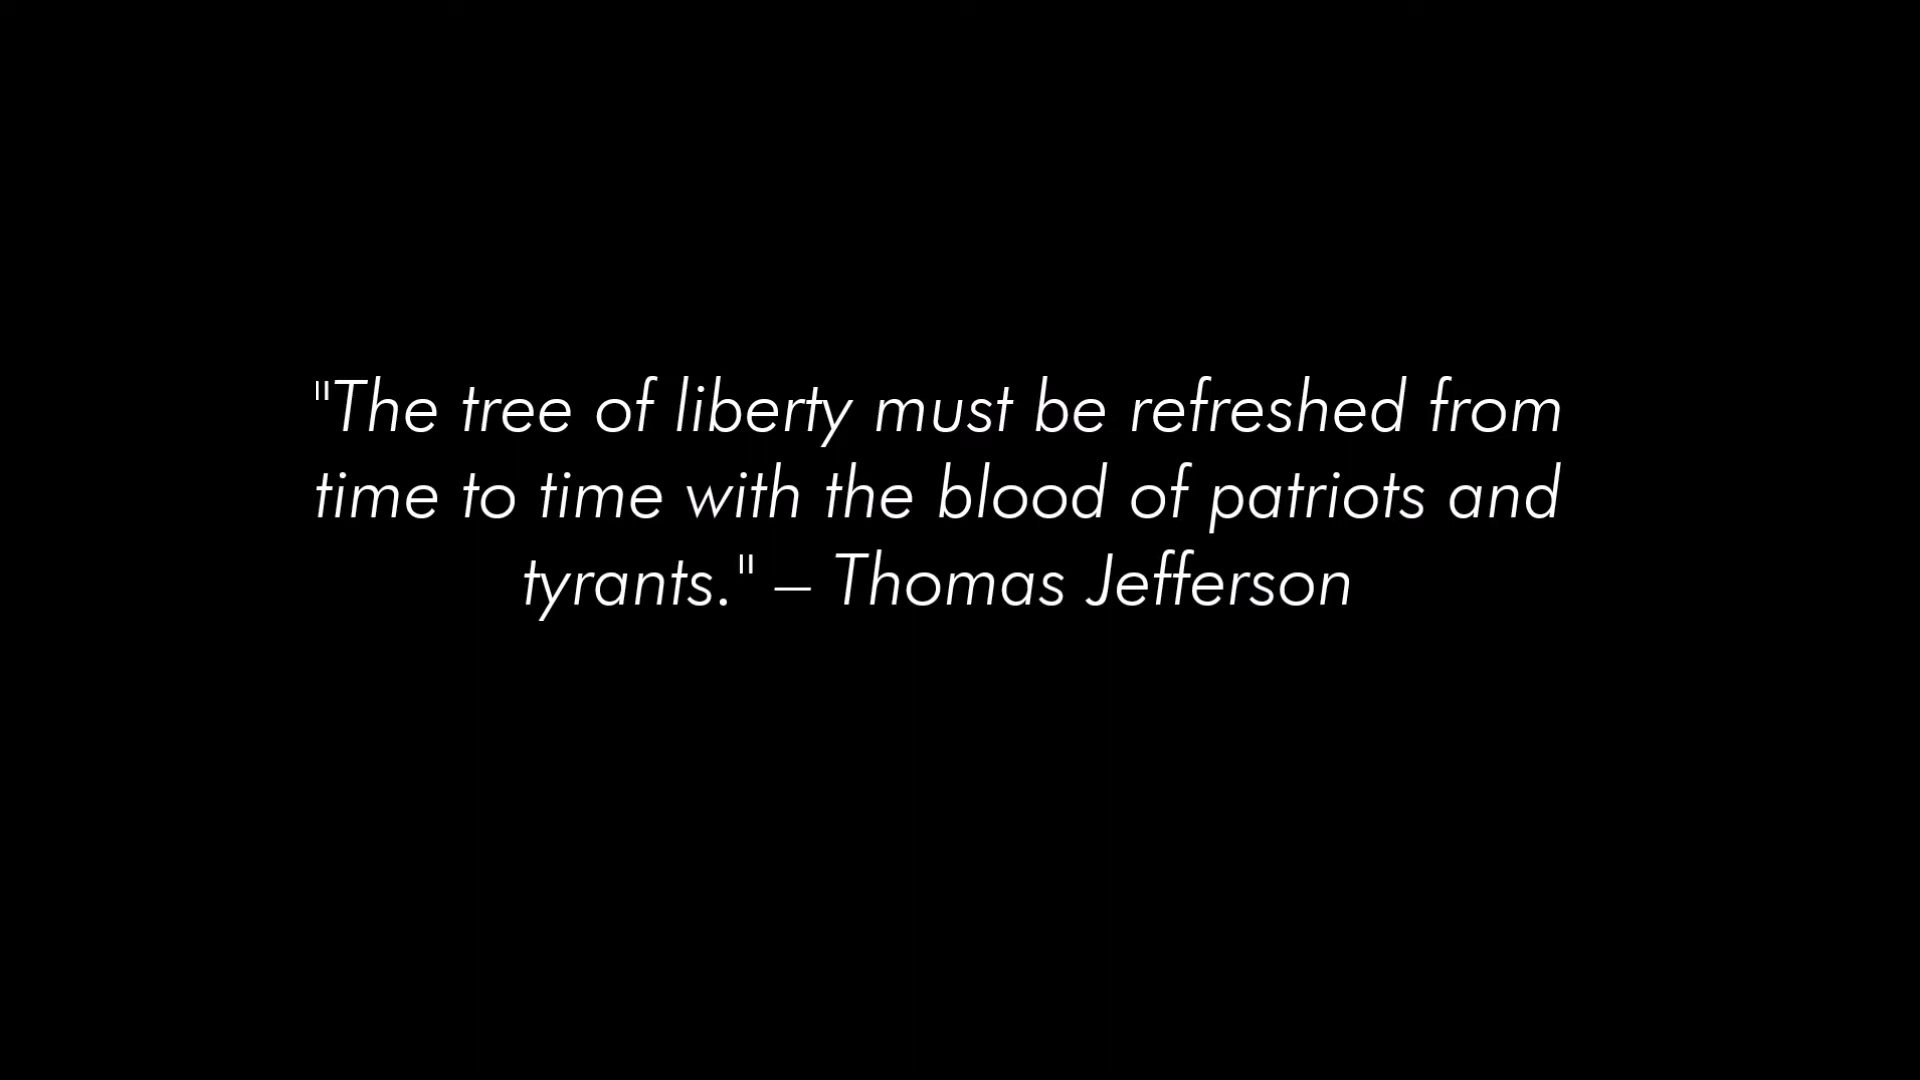 "The tree of liberty must be refreshed from
time to time with the blood of patriots and
tyrants." – Thomas Jefferson